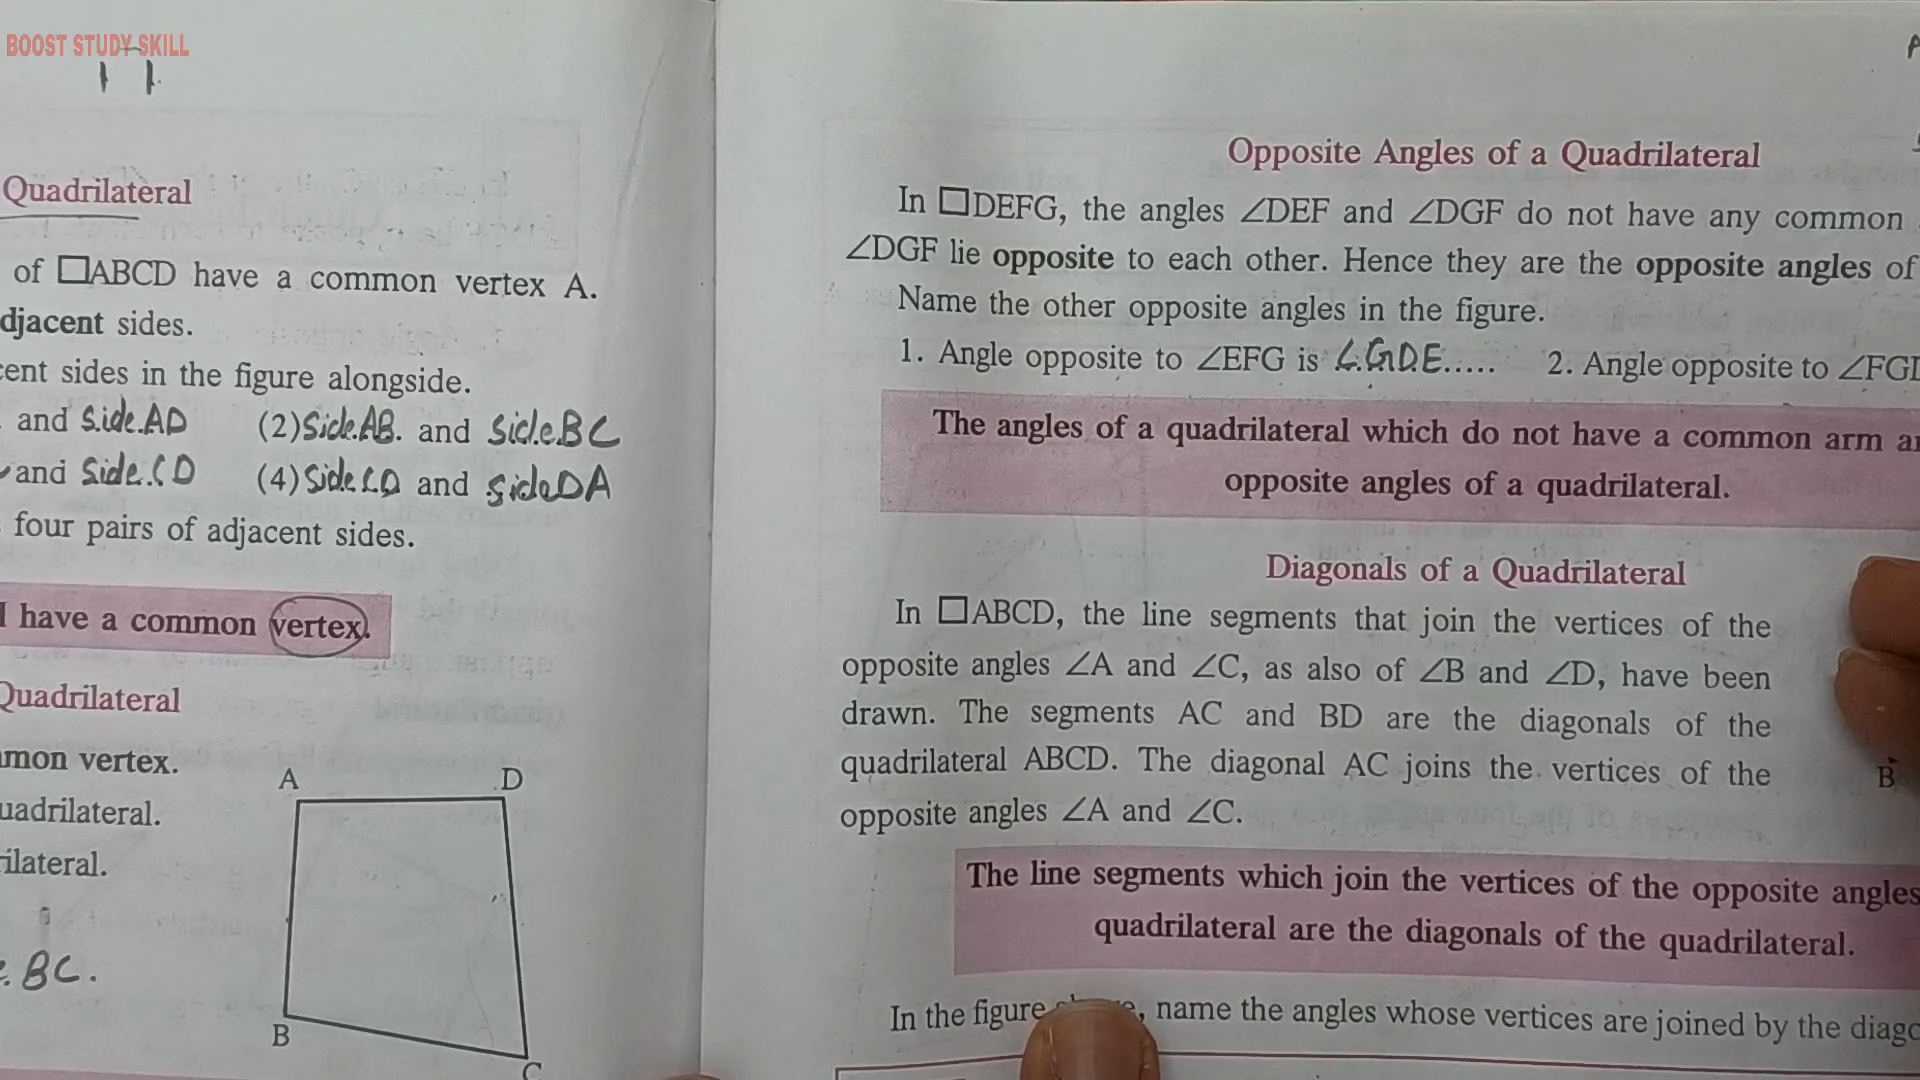 BOOST STUDY SKILL
Quadrilateral
of □ABCD have a common vertex A.
djacent sides.
ent sides in the figure alongside.
and Side.AD (2) Side.AB. and side.BC
and Side.CD (4) Side CD and side DA
four pairs of adjacent sides.
have a common vertex.
Quadrilateral
mon vertex.
uadrilateral.
ilateral.
BC.
A D
B
C
Opposite Angles of a Quadrilateral
In □DEFG, the angles ∠DEF and ∠DGF do not have any common
∠DGF lie opposite to each other. Hence they are the opposite angles of
Name the other opposite angles in the figure.
1. Angle opposite to ∠EFG is ∠.GDE..... 2. Angle opposite to ∠FG
The angles of a quadrilateral which do not have a common arm
opposite angles of a quadrilateral.
Diagonals of a Quadrilateral
In □ABCD, the line segments that join the vertices of the
opposite angles ∠A and ∠C, as also of ∠B and ∠D, have been
drawn. The segments AC and BD are the diagonals of the
quadrilateral ABCD. The diagonal AC joins the vertices of the
opposite angles ∠A and ∠C.
B
The line segments which join the vertices of the opposite angles
quadrilateral are the diagonals of the quadrilateral.
In the figure , name the angles whose vertices are joined by the diag